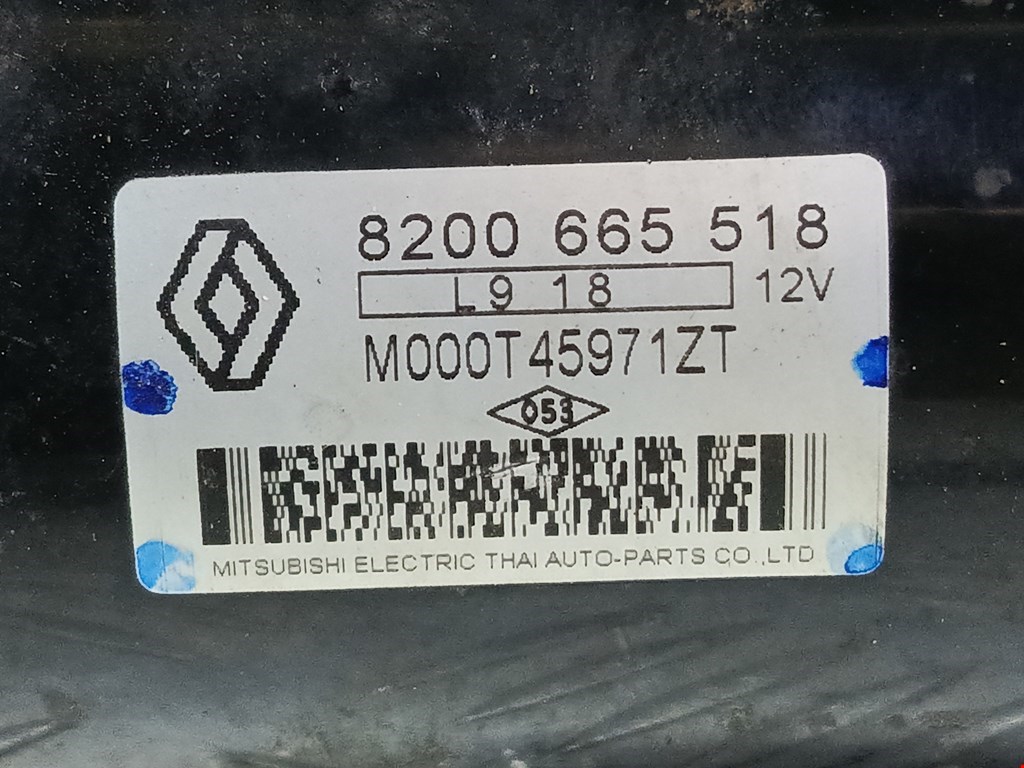 8200 665 518
L9 18 12V
M000T45971ZT
053
MITSUBISHI ELECTRIC THAI AUTO-PARTS CO.,LTD